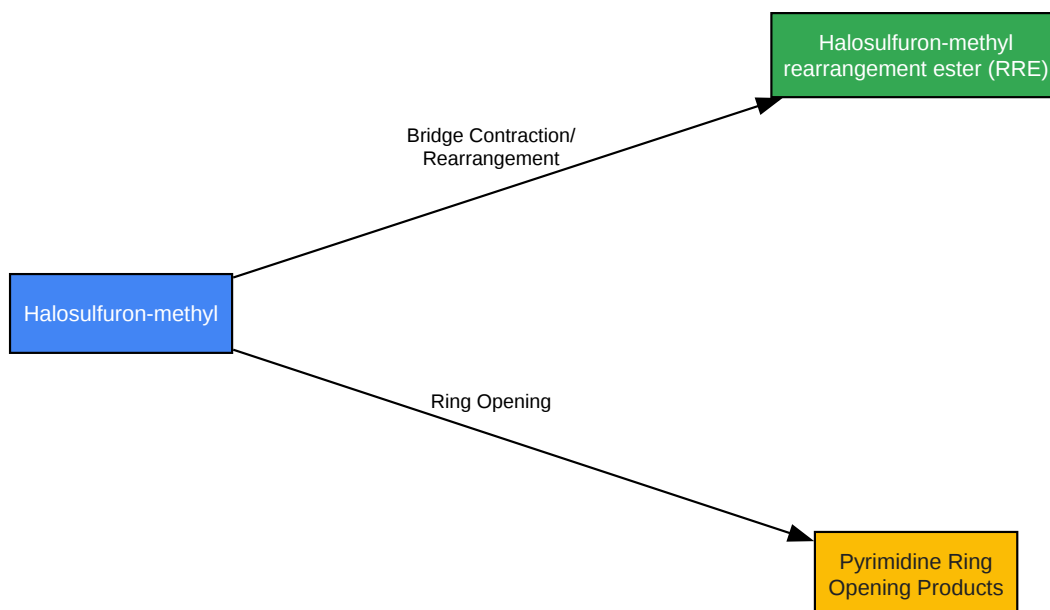 Halosulfuron-methyl
rearrangement ester (RRE)
Bridge Contraction/
Rearrangement
Halosulfuron-methyl
Ring Opening
Pyrimidine Ring
Opening Products